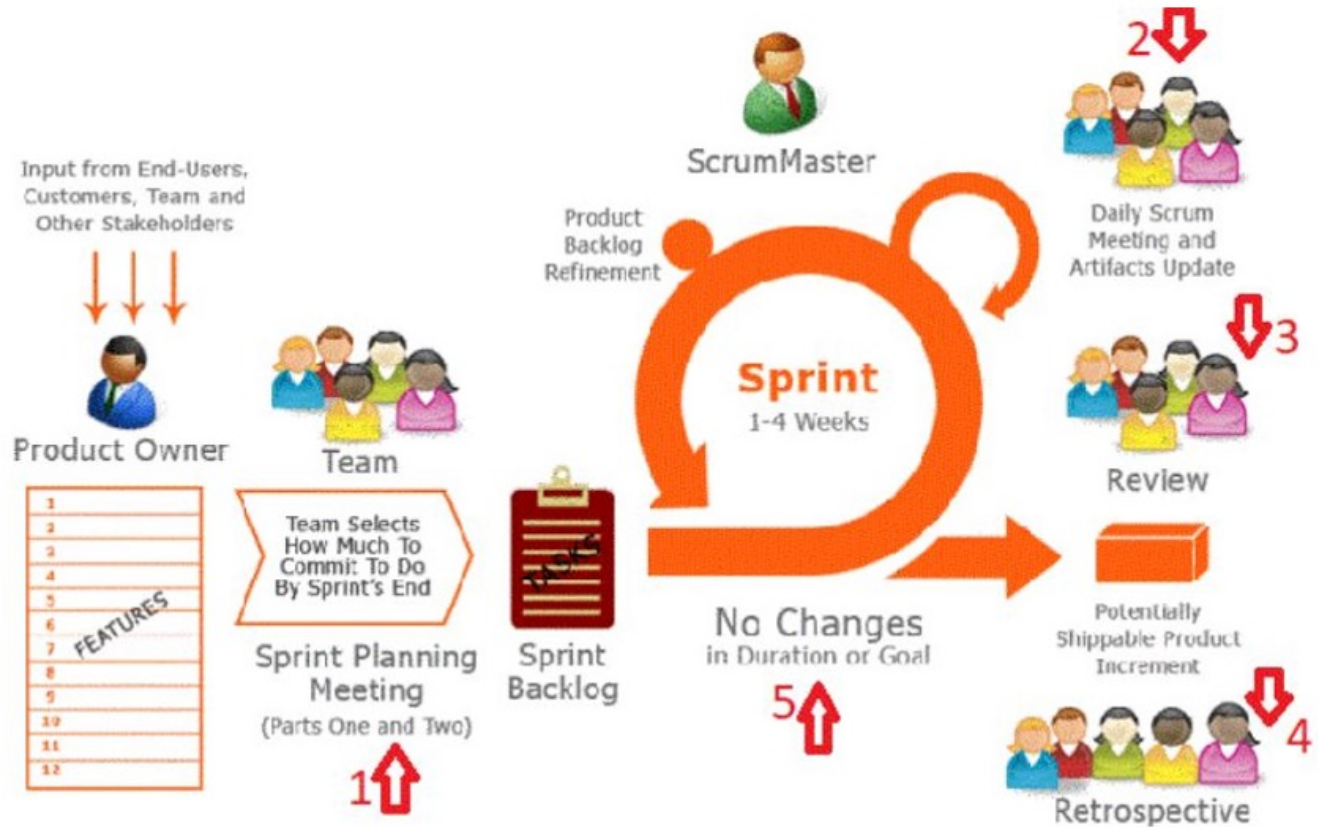 2
ScrumMaster
Input from End-Users,
Customers, Team and
Other Stakeholders
Product
Backlog
Refinement
Daily Scrum
Meeting and
Artifacts Update
3
Sprint
1-4 Weeks
Product Owner
Team
Review
1
2
3
4
5
6
7
8
9
10
11
12
FEATURES
Team Selects
How Much To
Commit To Do
By Sprint's End
TASKS
Sprint Planning
Meeting
(Parts One and Two)
1
Sprint
Backlog
No Changes
in Duration or Goal
5
Potentially
Shippable Product
Increment
4
Retrospective